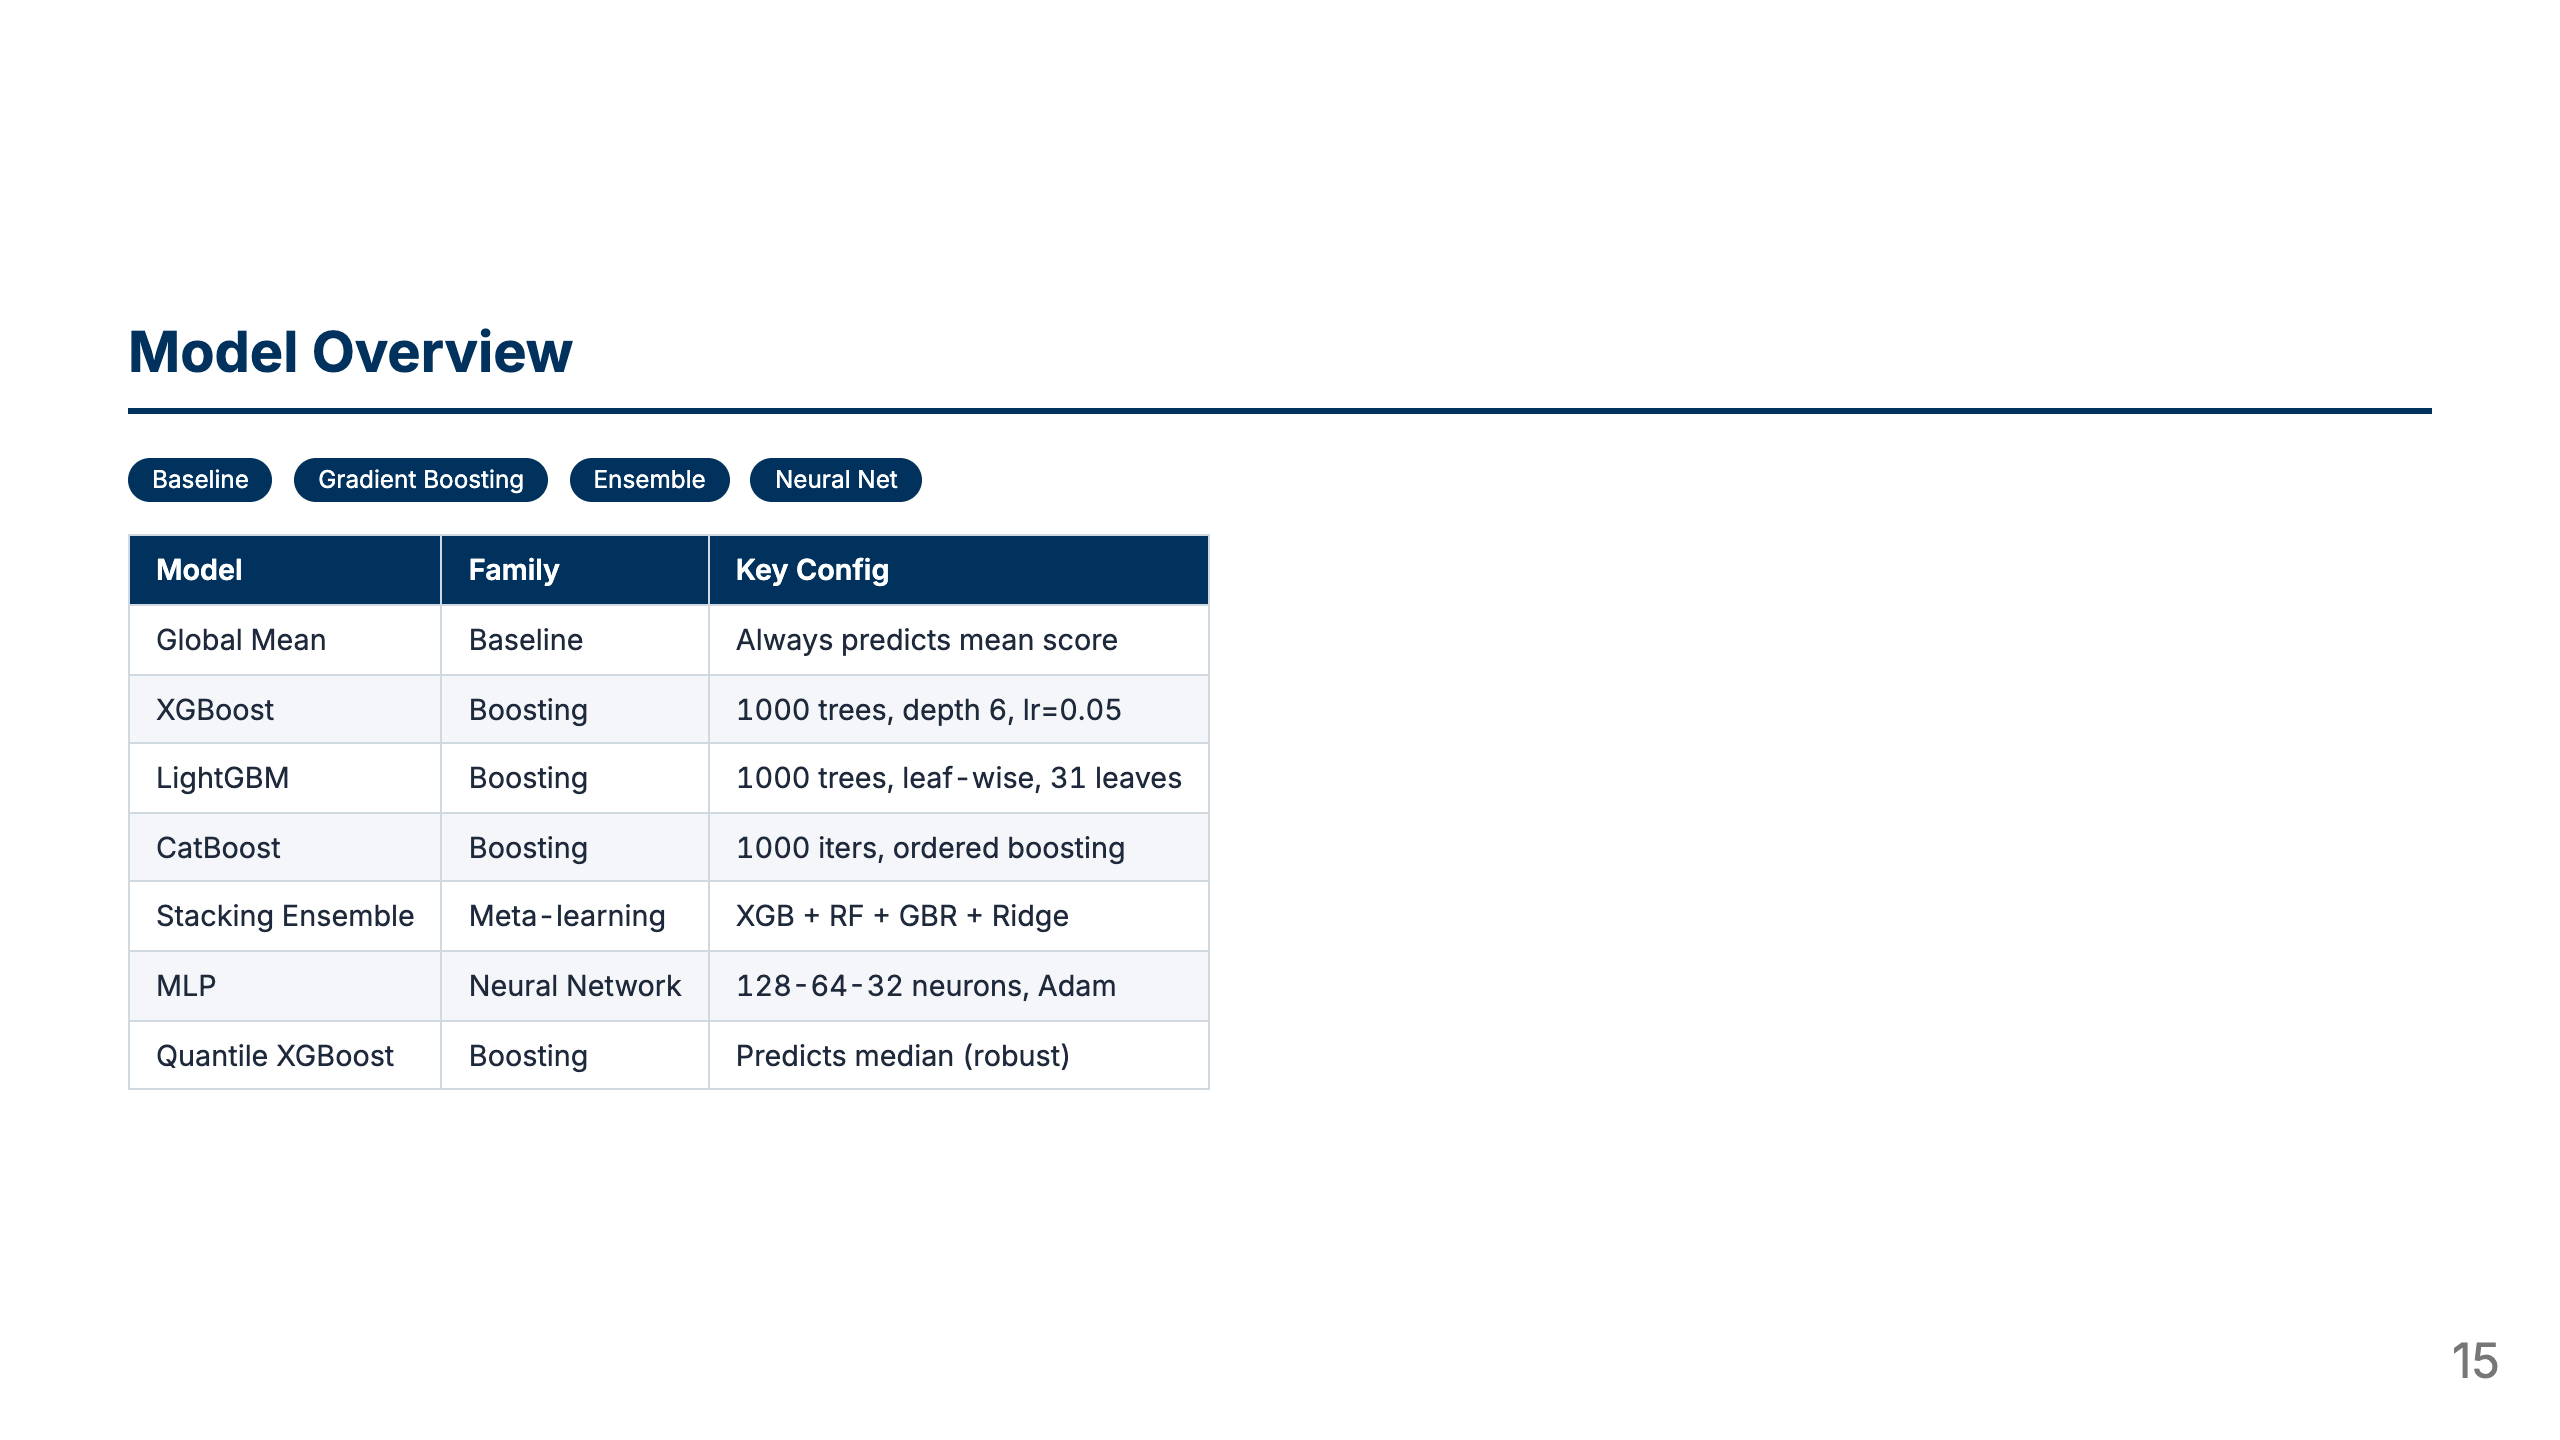 Model Overview
Baseline Gradient Boosting Ensemble Neural Net
Model Family Key Config
Global Mean Baseline Always predicts mean score
XGBoost Boosting 1000 trees, depth 6, lr=0.05
LightGBM Boosting 1000 trees, leaf-wise, 31 leaves
CatBoost Boosting 1000 iters, ordered boosting
Stacking Ensemble Meta-learning XGB + RF + GBR + Ridge
MLP Neural Network 128-64-32 neurons, Adam
Quantile XGBoost Boosting Predicts median (robust)
15